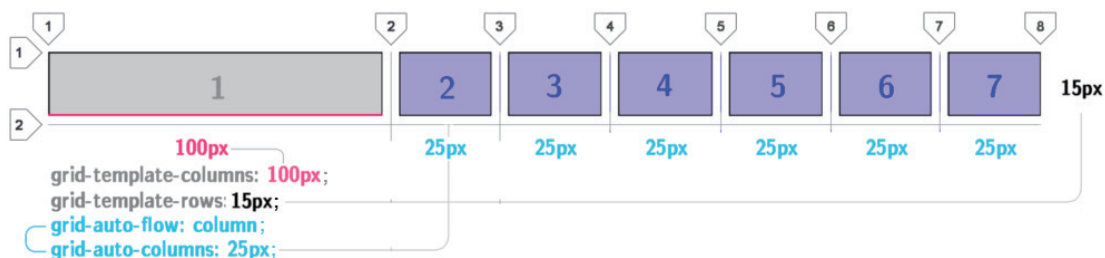 1 2 3 4 5 6 7 8
1
1 2 3 4 5 6 7 15px
2
100px 25px 25px 25px 25px 25px 25px
grid-template-columns: 100px;
grid-template-rows: 15px;
grid-auto-flow: column;
grid-auto-columns: 25px;